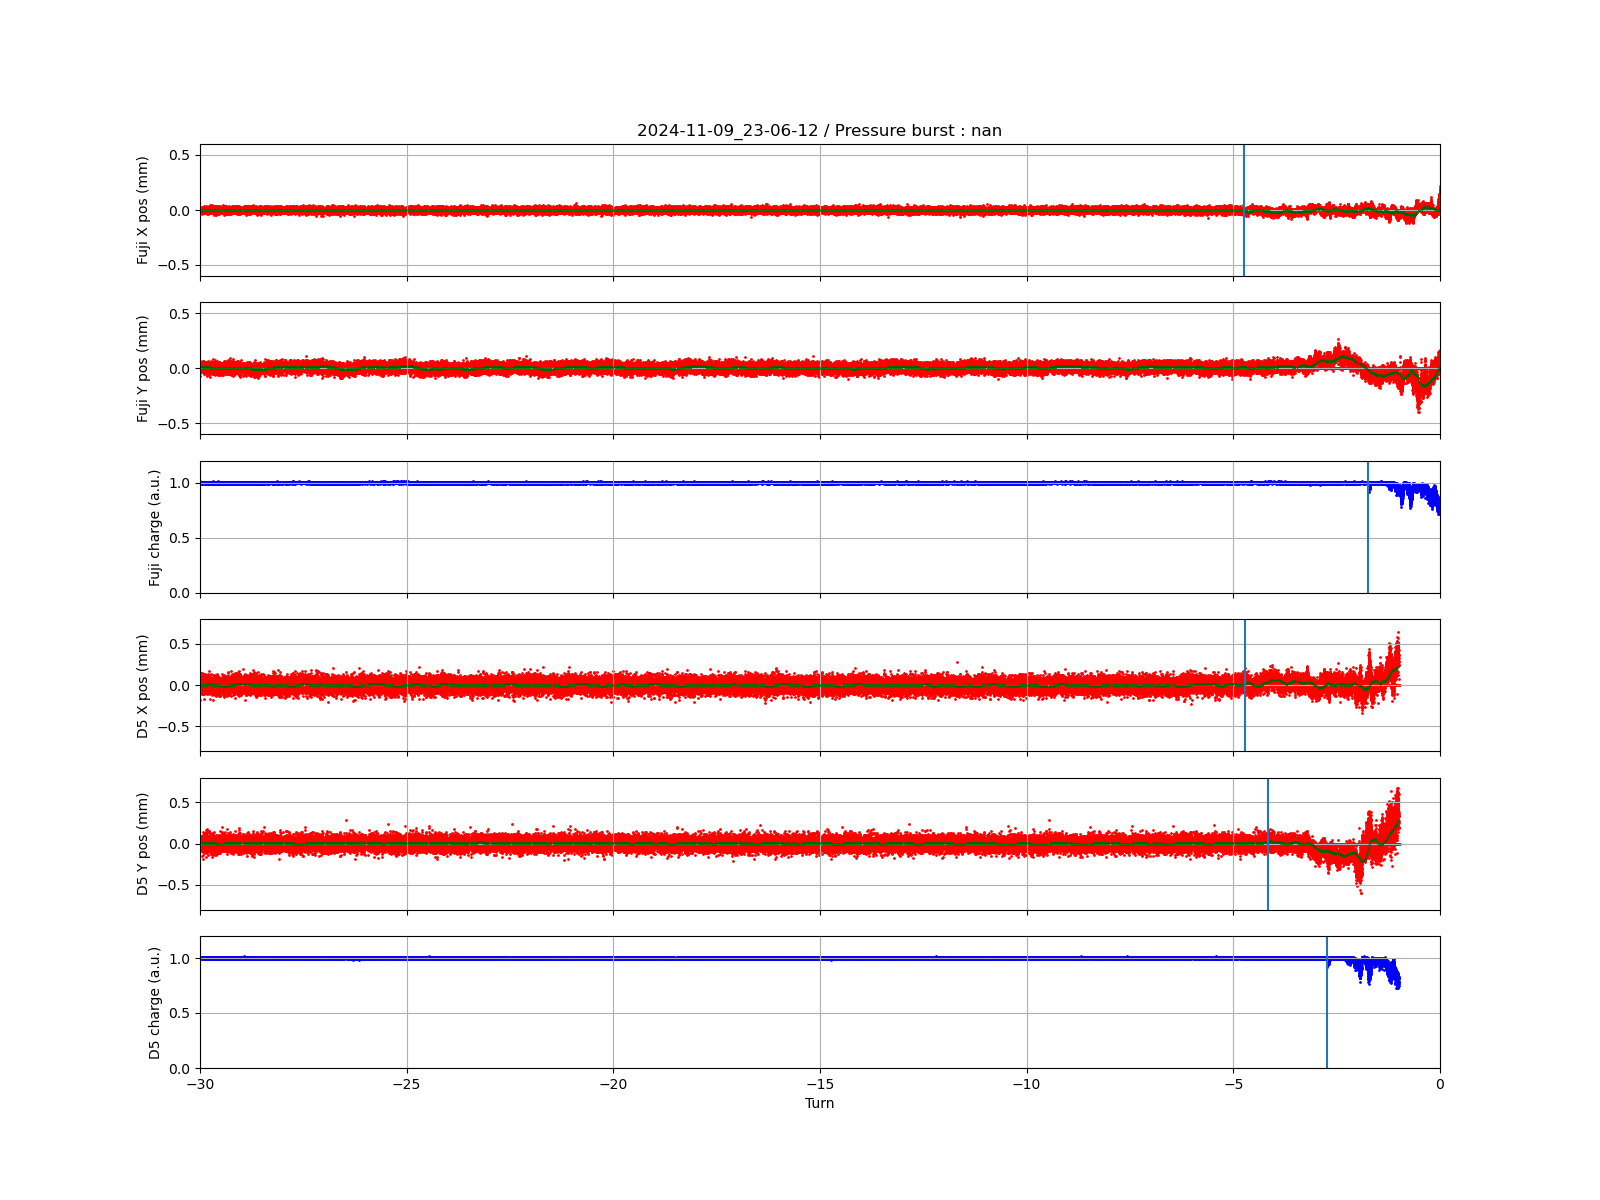 2024-11-09_23-06-12 / Pressure burst : nan
0.5
0.0
−0.5
Fuji X pos (mm)
0.5
0.0
−0.5
Fuji Y pos (mm)
1.0
0.5
0.0
Fuji charge (a.u.)
0.5
0.0
−0.5
D5 X pos (mm)
0.5
0.0
−0.5
D5 Y pos (mm)
1.0
0.5
0.0
D5 charge (a.u.)
−30 −25 −20 −15 −10 −5 0
Turn